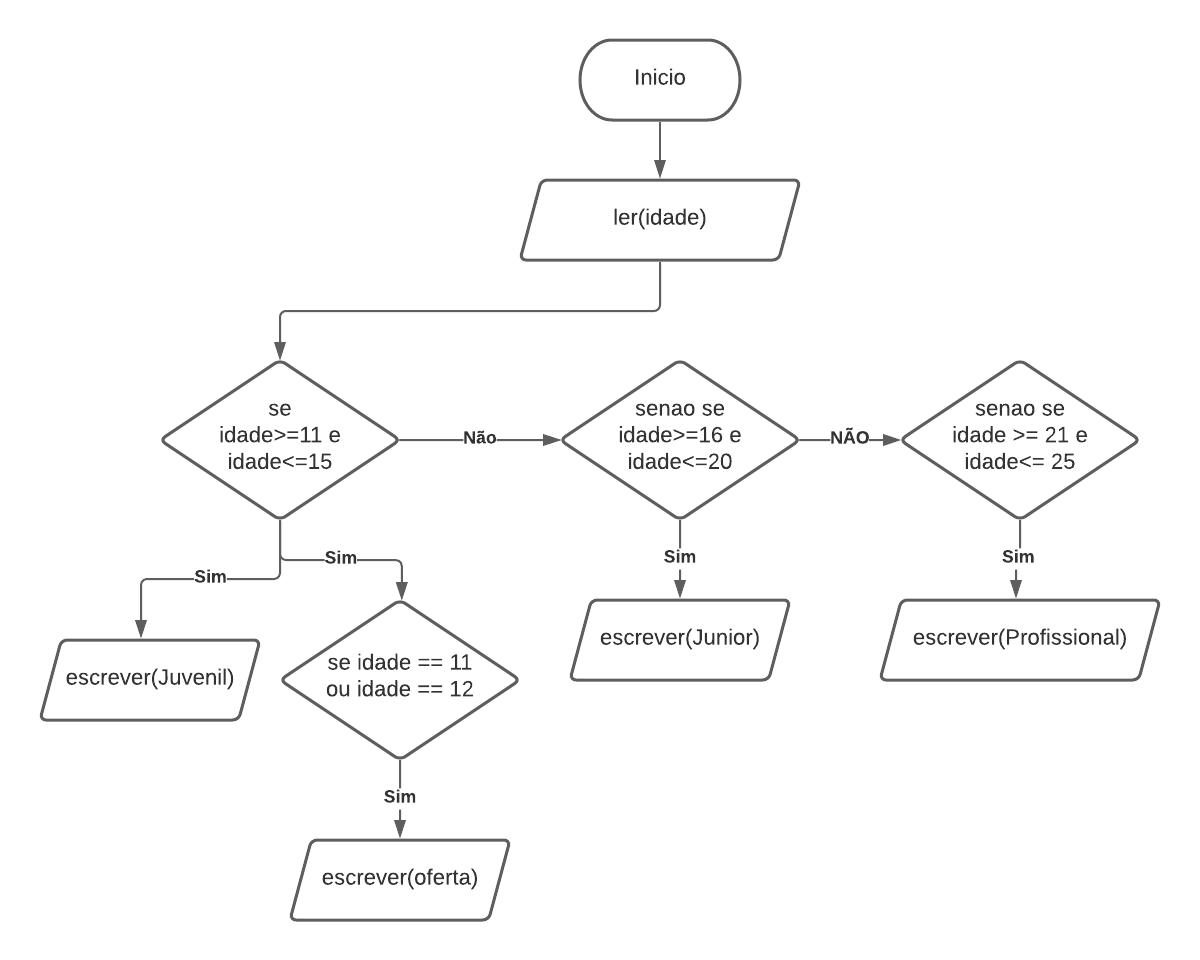 Inicio
ler(idade)
se
idade>=11 e
idade<=15
Não
senao se
idade>=16 e
idade<=20
NÃO
senao se
idade >= 21 e
idade<= 25
Sim
Sim
Sim
Sim
escrever(Juvenil)
se idade == 11
ou idade == 12
escrever(Junior)
escrever(Profissional)
Sim
escrever(oferta)